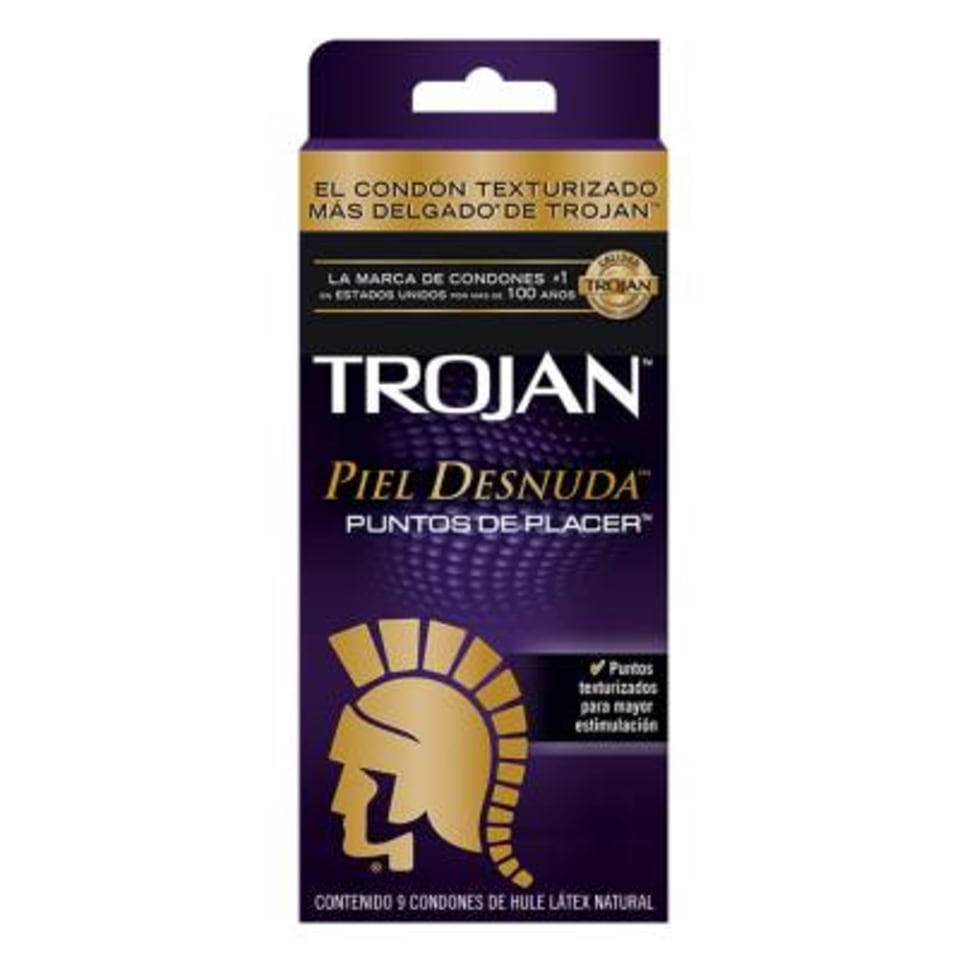 EL CONDÓN TEXTURIZADO
MÁS DELGADO* DE TROJAN™
LA MARCA DE CONDONES #1
EN ESTADOS UNIDOS POR MÁS DE 100 AÑOS
CALIDAD
TROJAN
TROJAN™
PIEL DESNUDA™
PUNTOS DE PLACER™
✔ Puntos
texturizados
para mayor
estimulación
®
CONTENIDO 9 CONDONES DE HULE LÁTEX NATURAL